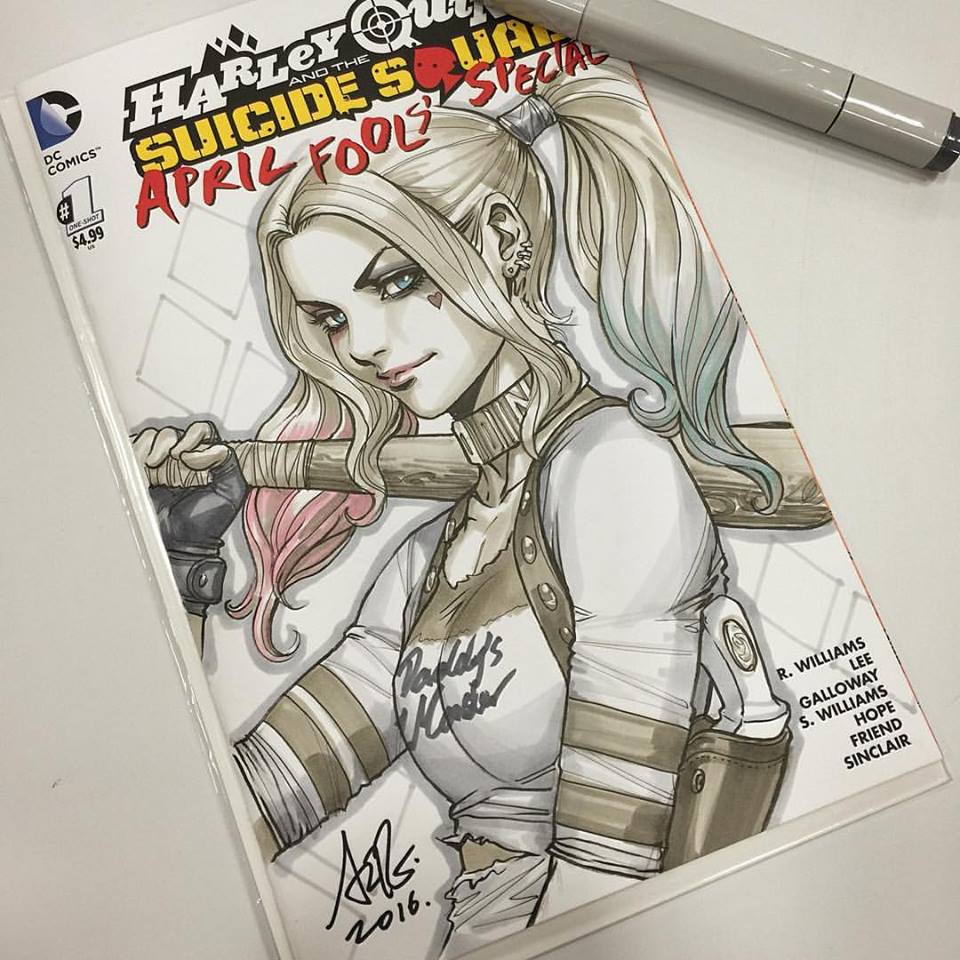 HARLEY QUINN
AND THE
SUICIDE SQUAD
APRIL FOOLS' SPECIAL
DC
COMICS™
#1
ONE-SHOT
$4.99
US
Daddy's
Monster
R. WILLIAMS
LEE
GALLOWAY
S. WILLIAMS
HOPE
FRIEND
SINCLAIR
2016.